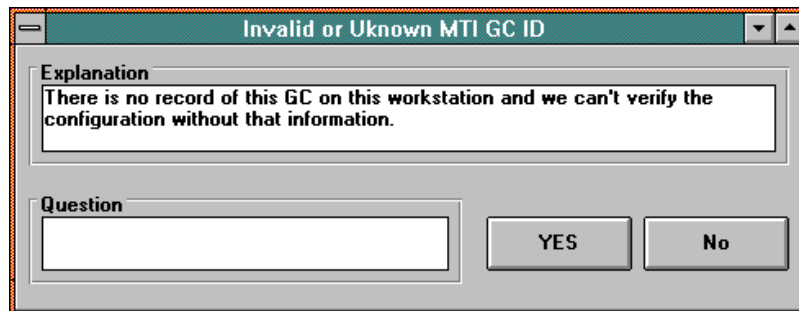 Invalid or Uknown MTI GC ID
Explanation
There is no record of this GC on this workstation and we can't verify the
configuration without that information.
Question
YES
No